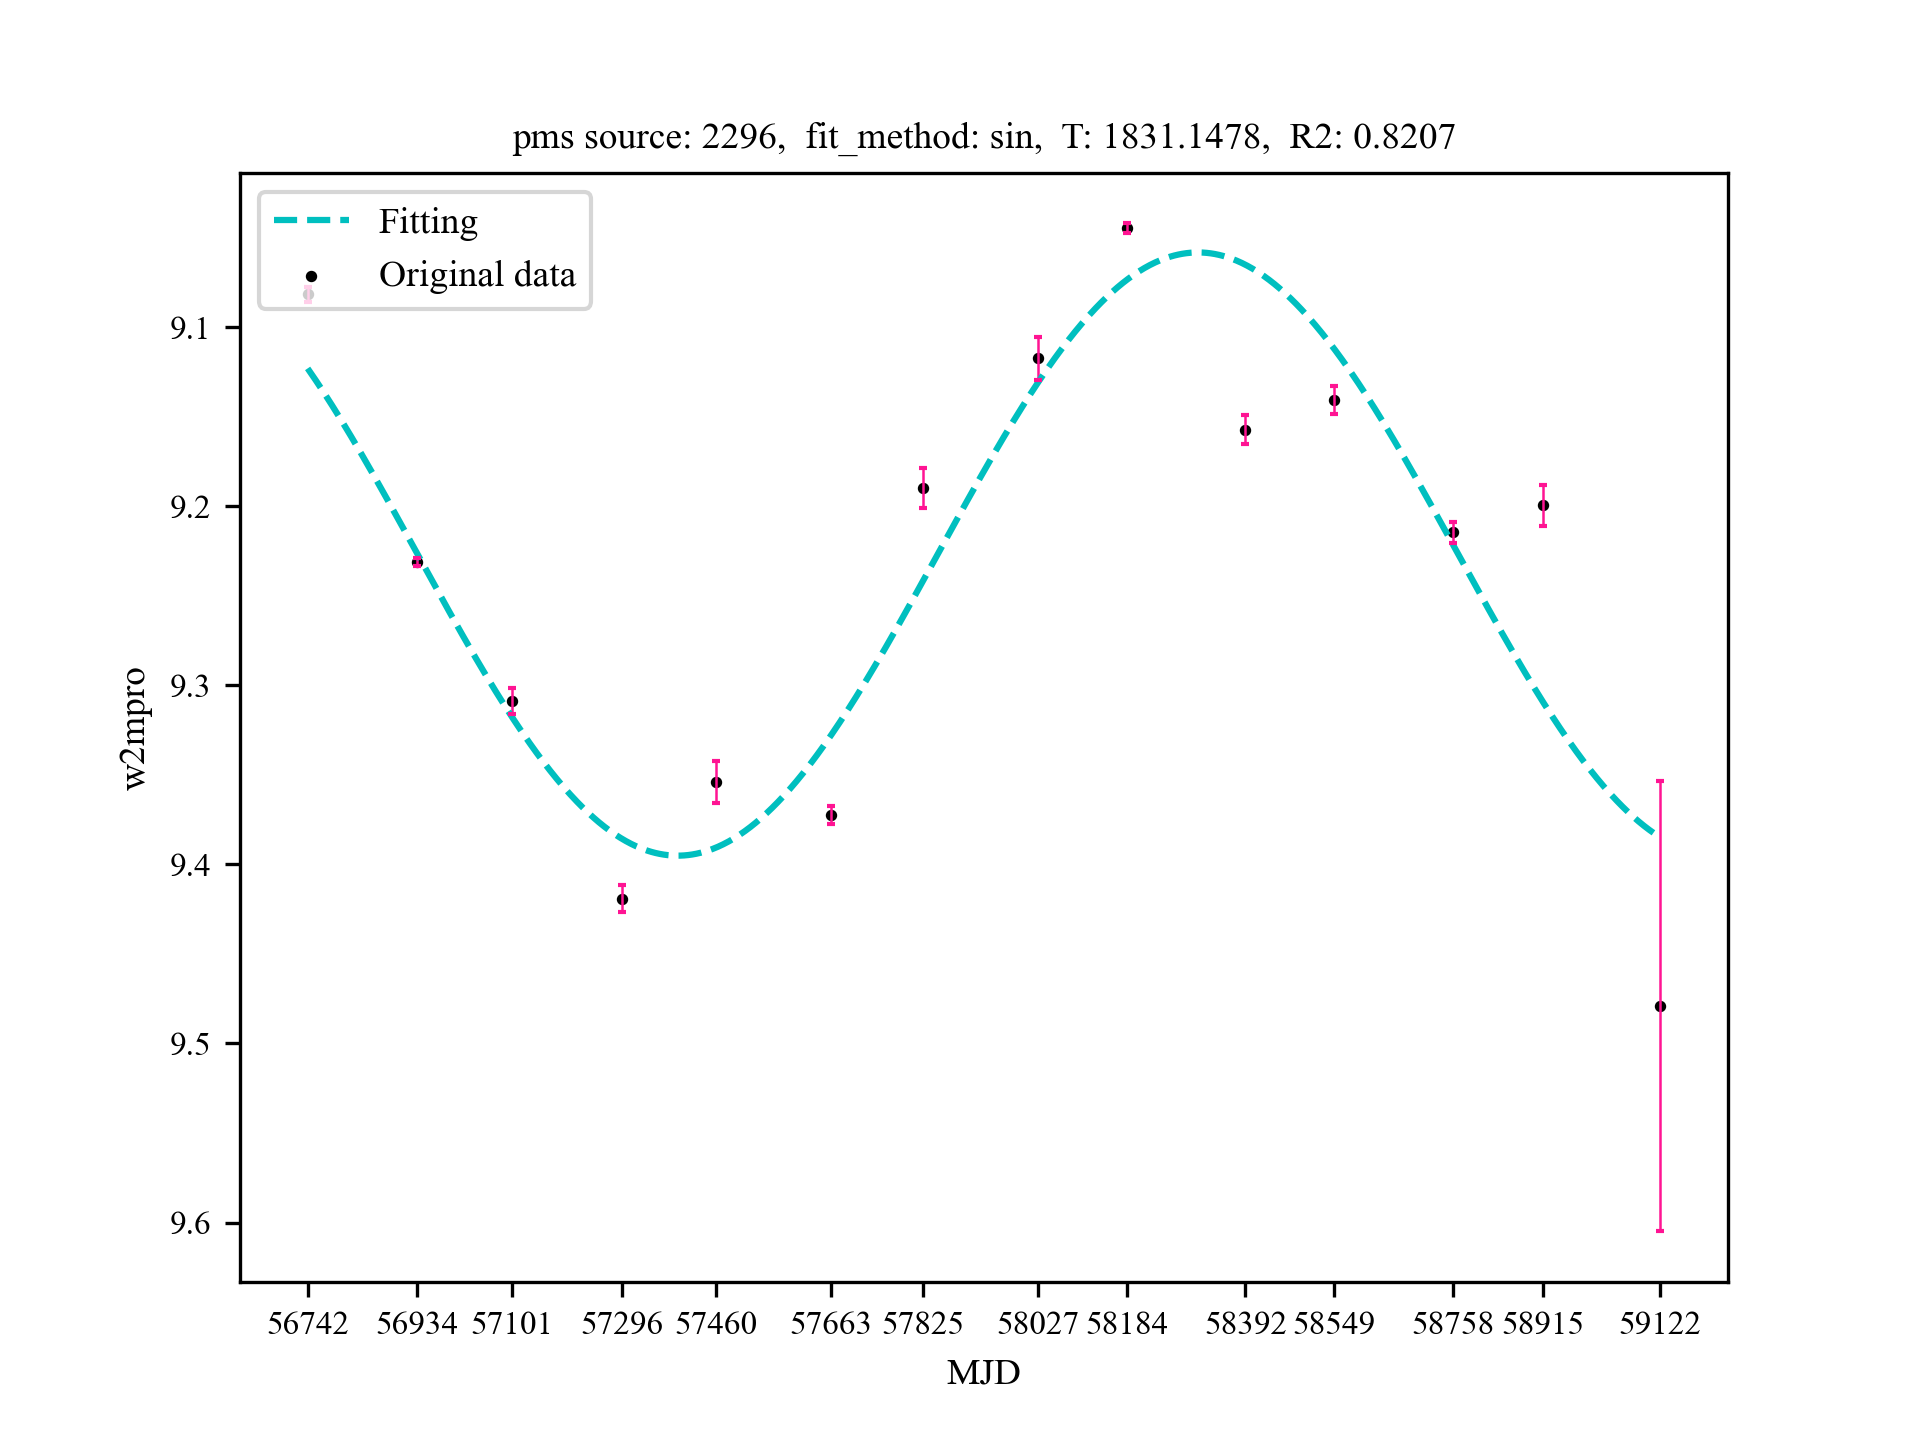 pms source: 2296, fit_method: sin, T: 1831.1478, R2: 0.8207
Fitting
Original data
9.1
9.2
9.3
9.4
9.5
9.6
w2mpro
56742 56934 57101 57296 57460 57663 57825 58027 58184 58392 58549 58758 58915 59122
MJD